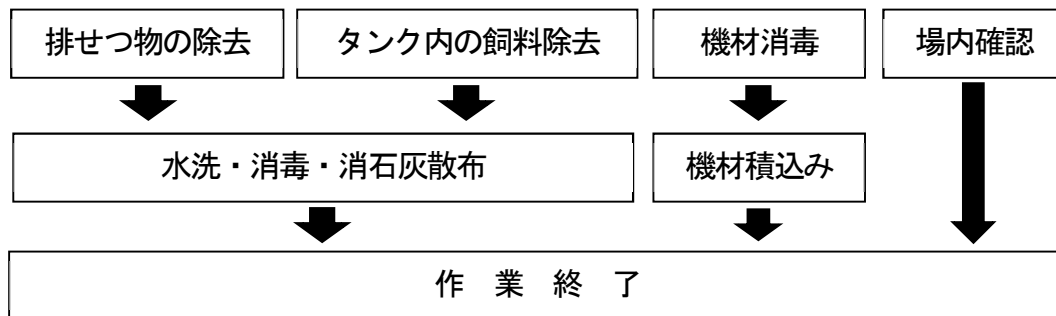 排せつ物の除去
タンク内の飼料除去
機材消毒
場内確認
水洗・消毒・消石灰散布
機材積込み
作 業 終 了